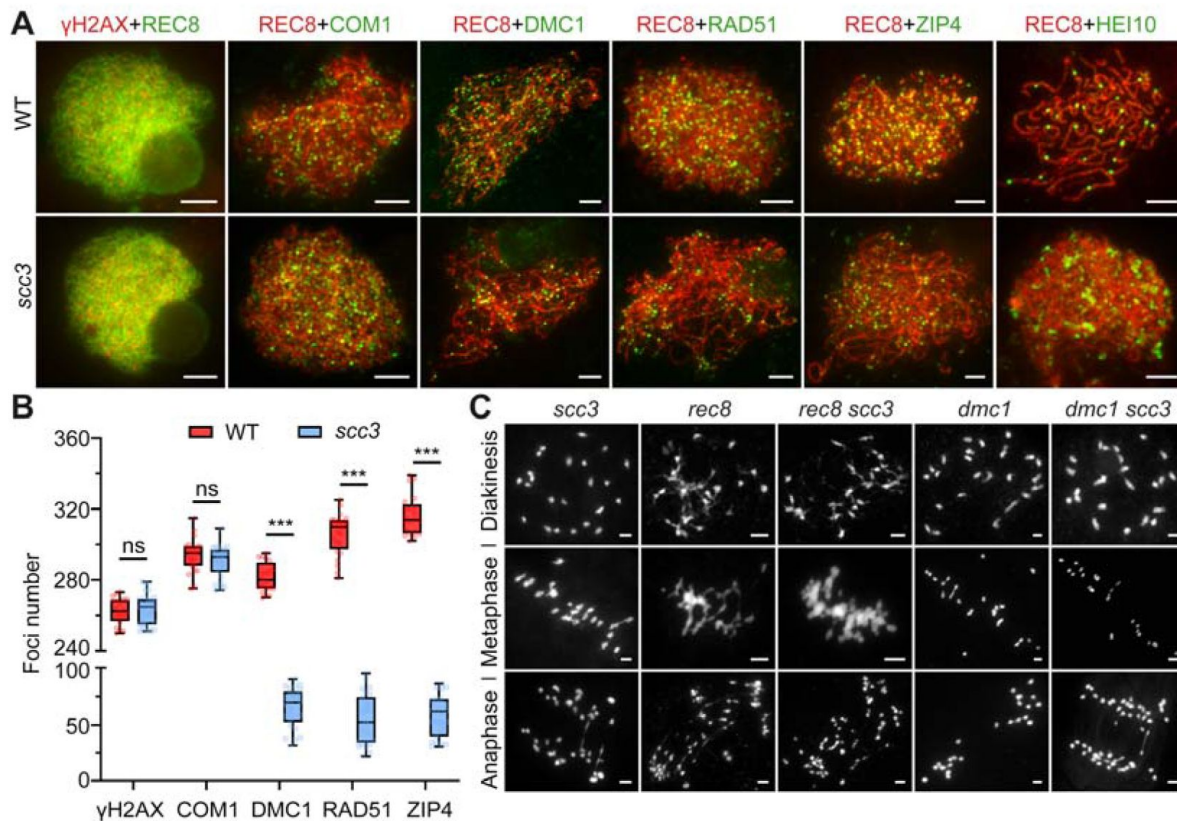 A
γH2AX+REC8 REC8+COM1 REC8+DMC1 REC8+RAD51 REC8+ZIP4 REC8+HEI10
WT
scc3
B
WT scc3
Foci number
360
320
280
240
100
50
0
ns
ns
***
***
***
γH2AX COM1 DMC1 RAD51 ZIP4
C
scc3 rec8 rec8 scc3 dmc1 dmc1 scc3
Diakinesis
Metaphase I
Anaphase I